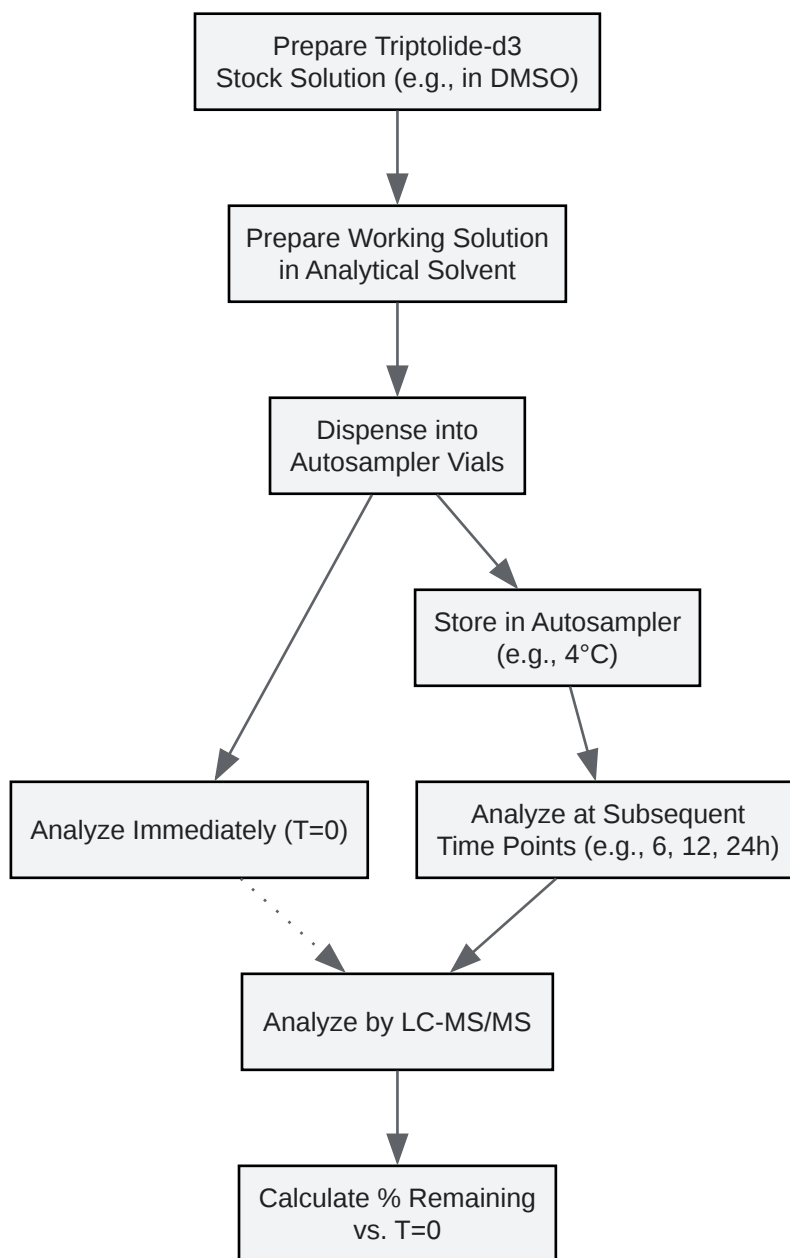 Prepare Triptolide-d3
Stock Solution (e.g., in DMSO)
Prepare Working Solution
in Analytical Solvent
Dispense into
Autosampler Vials
Store in Autosampler
(e.g., 4°C)
Analyze Immediately (T=0)
Analyze at Subsequent
Time Points (e.g., 6, 12, 24h)
Analyze by LC-MS/MS
Calculate % Remaining
vs. T=0